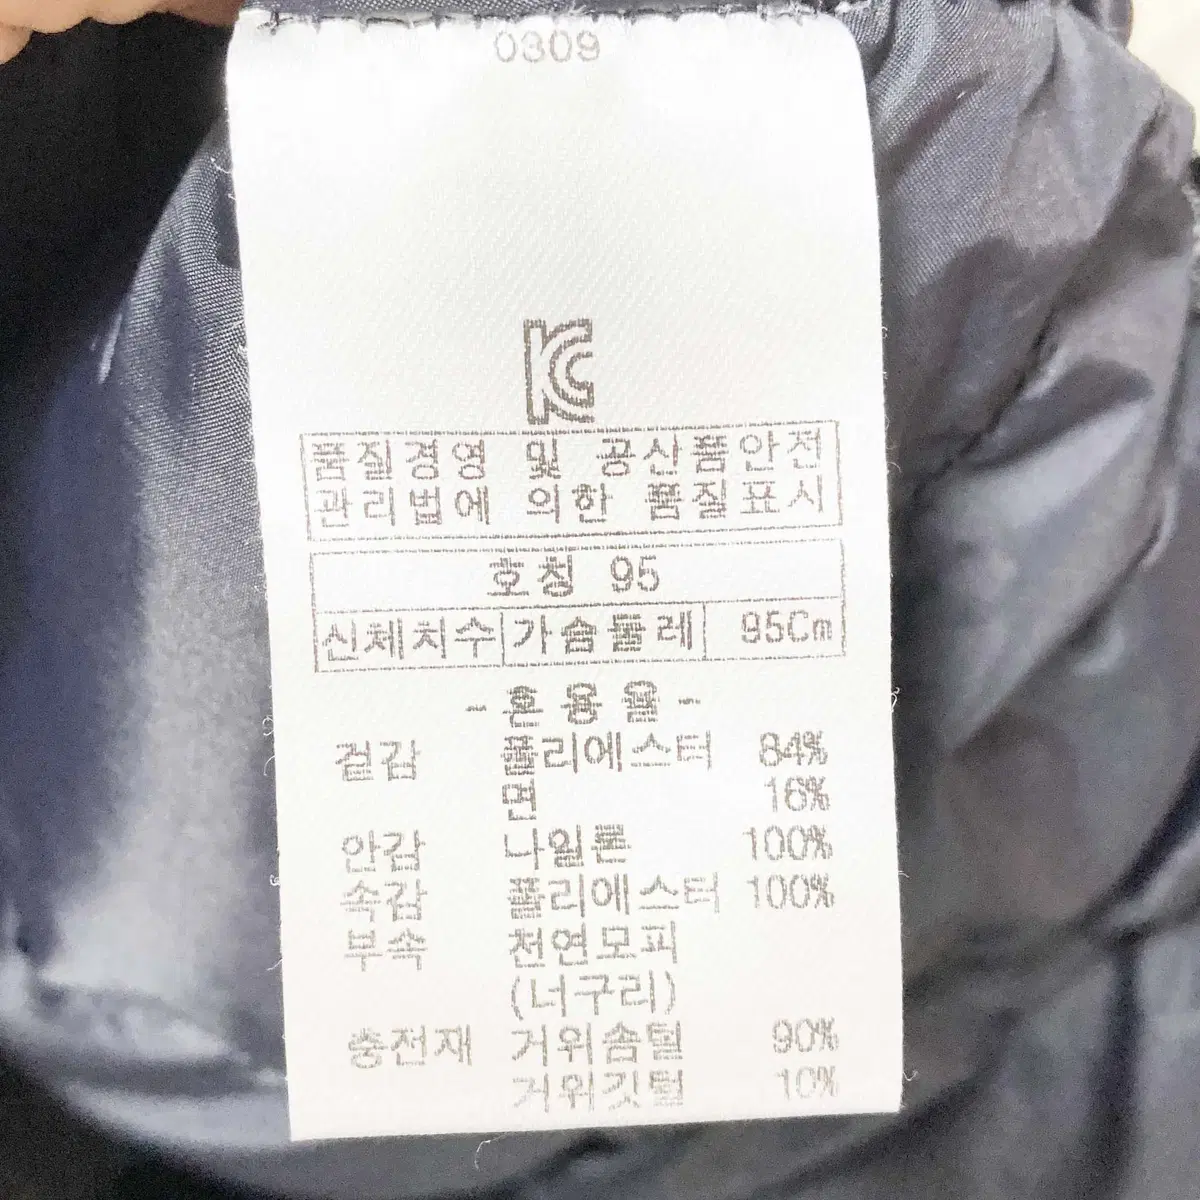 0309
KC
품질경영 및 공산품안전
관리법에 의한 품질표시
호칭 95
신체치수 가슴둘레 95Cm
-혼용율-
겉감 폴리에스터 84%
면 16%
안감 나일론 100%
속감 폴리에스터 100%
부속 천연모피
(너구리)
충전재 거위솜털 90%
거위깃털 10%